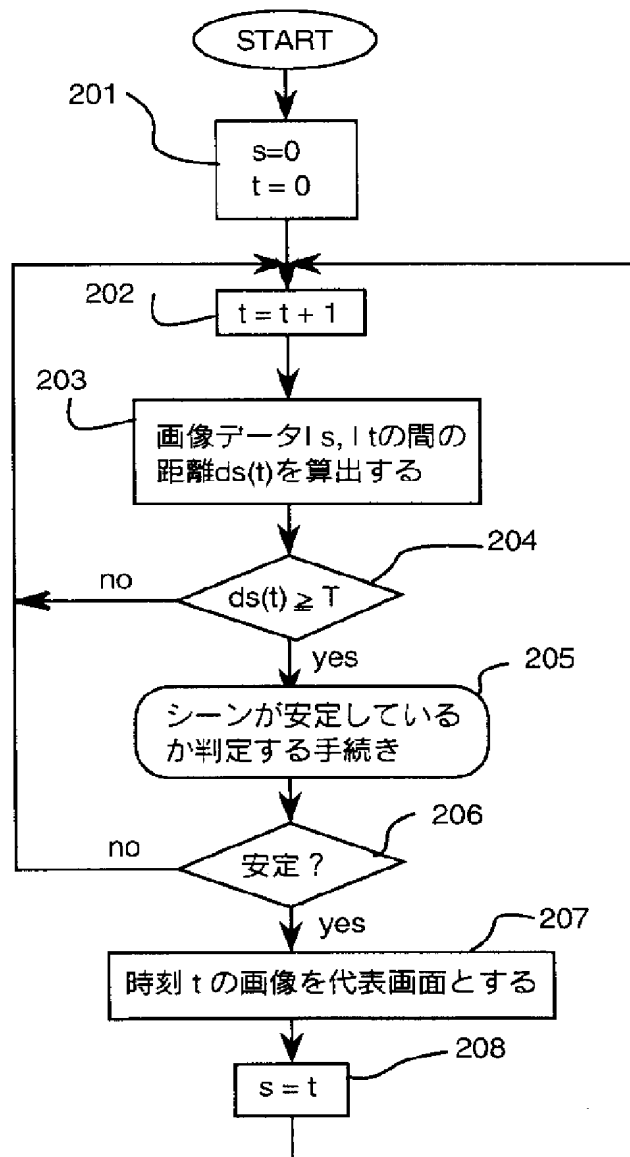 START
201
s=0
t = 0
202
t = t + 1
203
画像データI s, I tの間の
距離ds(t)を算出する
204
no
ds(t) ≧ T
yes
205
シーンが安定している
か判定する手続き
206
no
安定？
yes
207
時刻 t の画像を代表画面とする
208
s = t